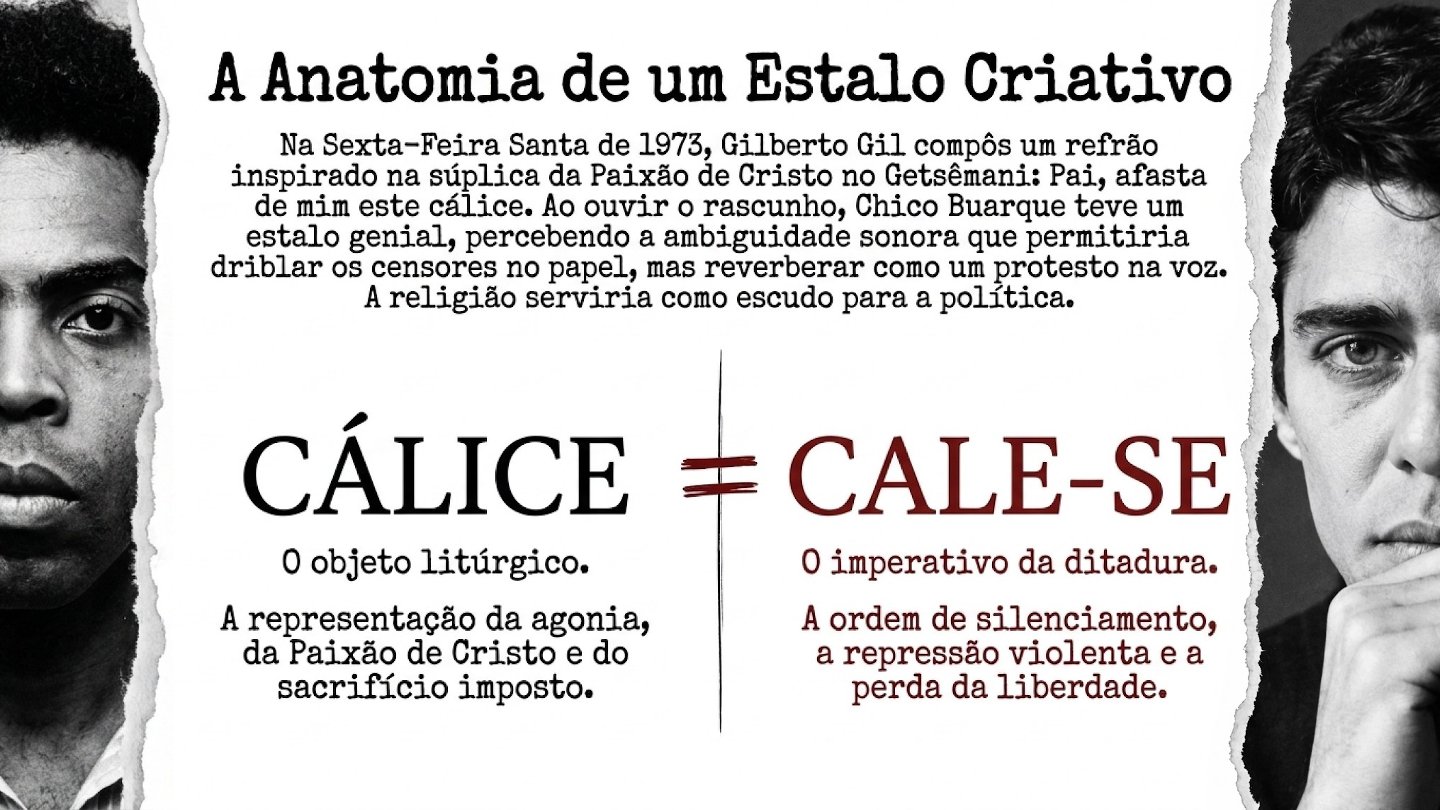 A Anatomia de um Estalo Criativo
Na Sexta-Feira Santa de 1973, Gilberto Gil compôs um refrão
inspirado na súplica da Paixão de Cristo no Getsêmani: Pai, afasta
de mim este cálice. Ao ouvir o rascunho, Chico Buarque teve um
estalo genial, percebendo a ambiguidade sonora que permitiria
driblar os censores no papel, mas reverberar como um protesto na voz.
A religião serviria como escudo para a política.
CÁLICE = CALE-SE
O objeto litúrgico.
A representação da agonia,
da Paixão de Cristo e do
sacrifício imposto.
O imperativo da ditadura.
A ordem de silenciamento,
a repressão violenta e a
perda da liberdade.